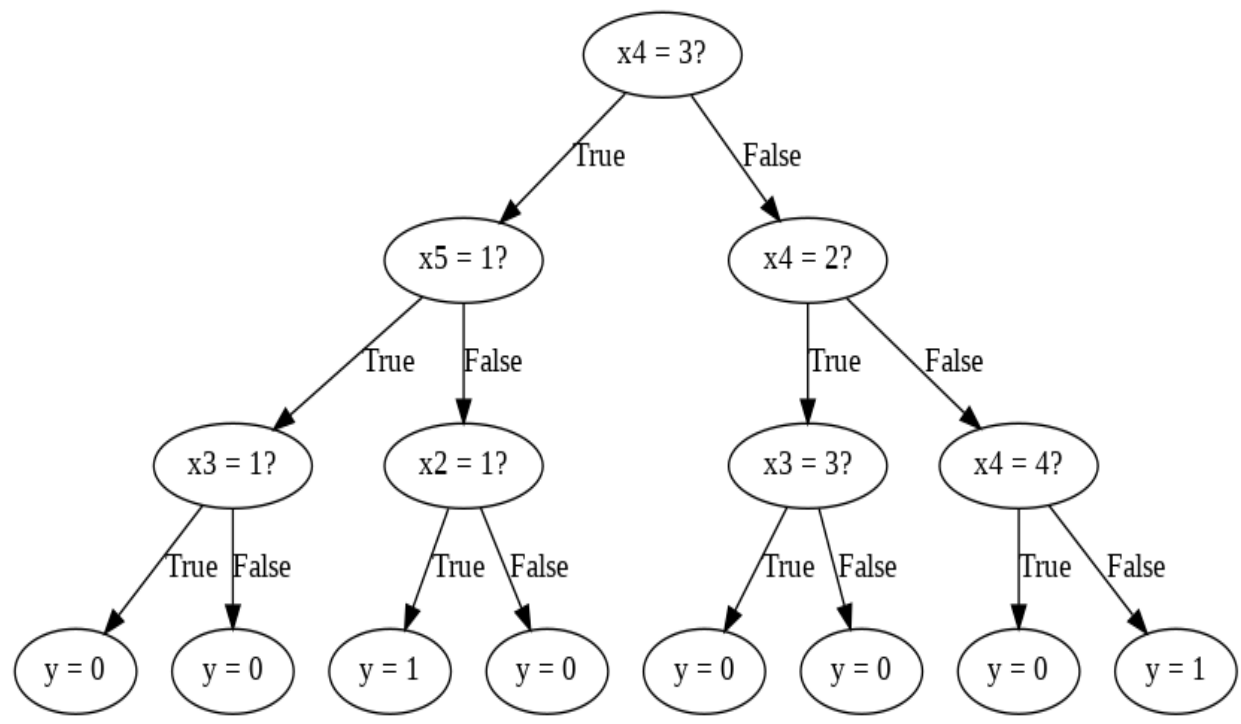 x4 = 3?
True
False
x5 = 1?
x4 = 2?
True
False
True
False
x3 = 1?
x2 = 1?
x3 = 3?
x4 = 4?
True
False
True
False
True
False
True
False
y = 0
y = 0
y = 1
y = 0
y = 0
y = 0
y = 0
y = 1